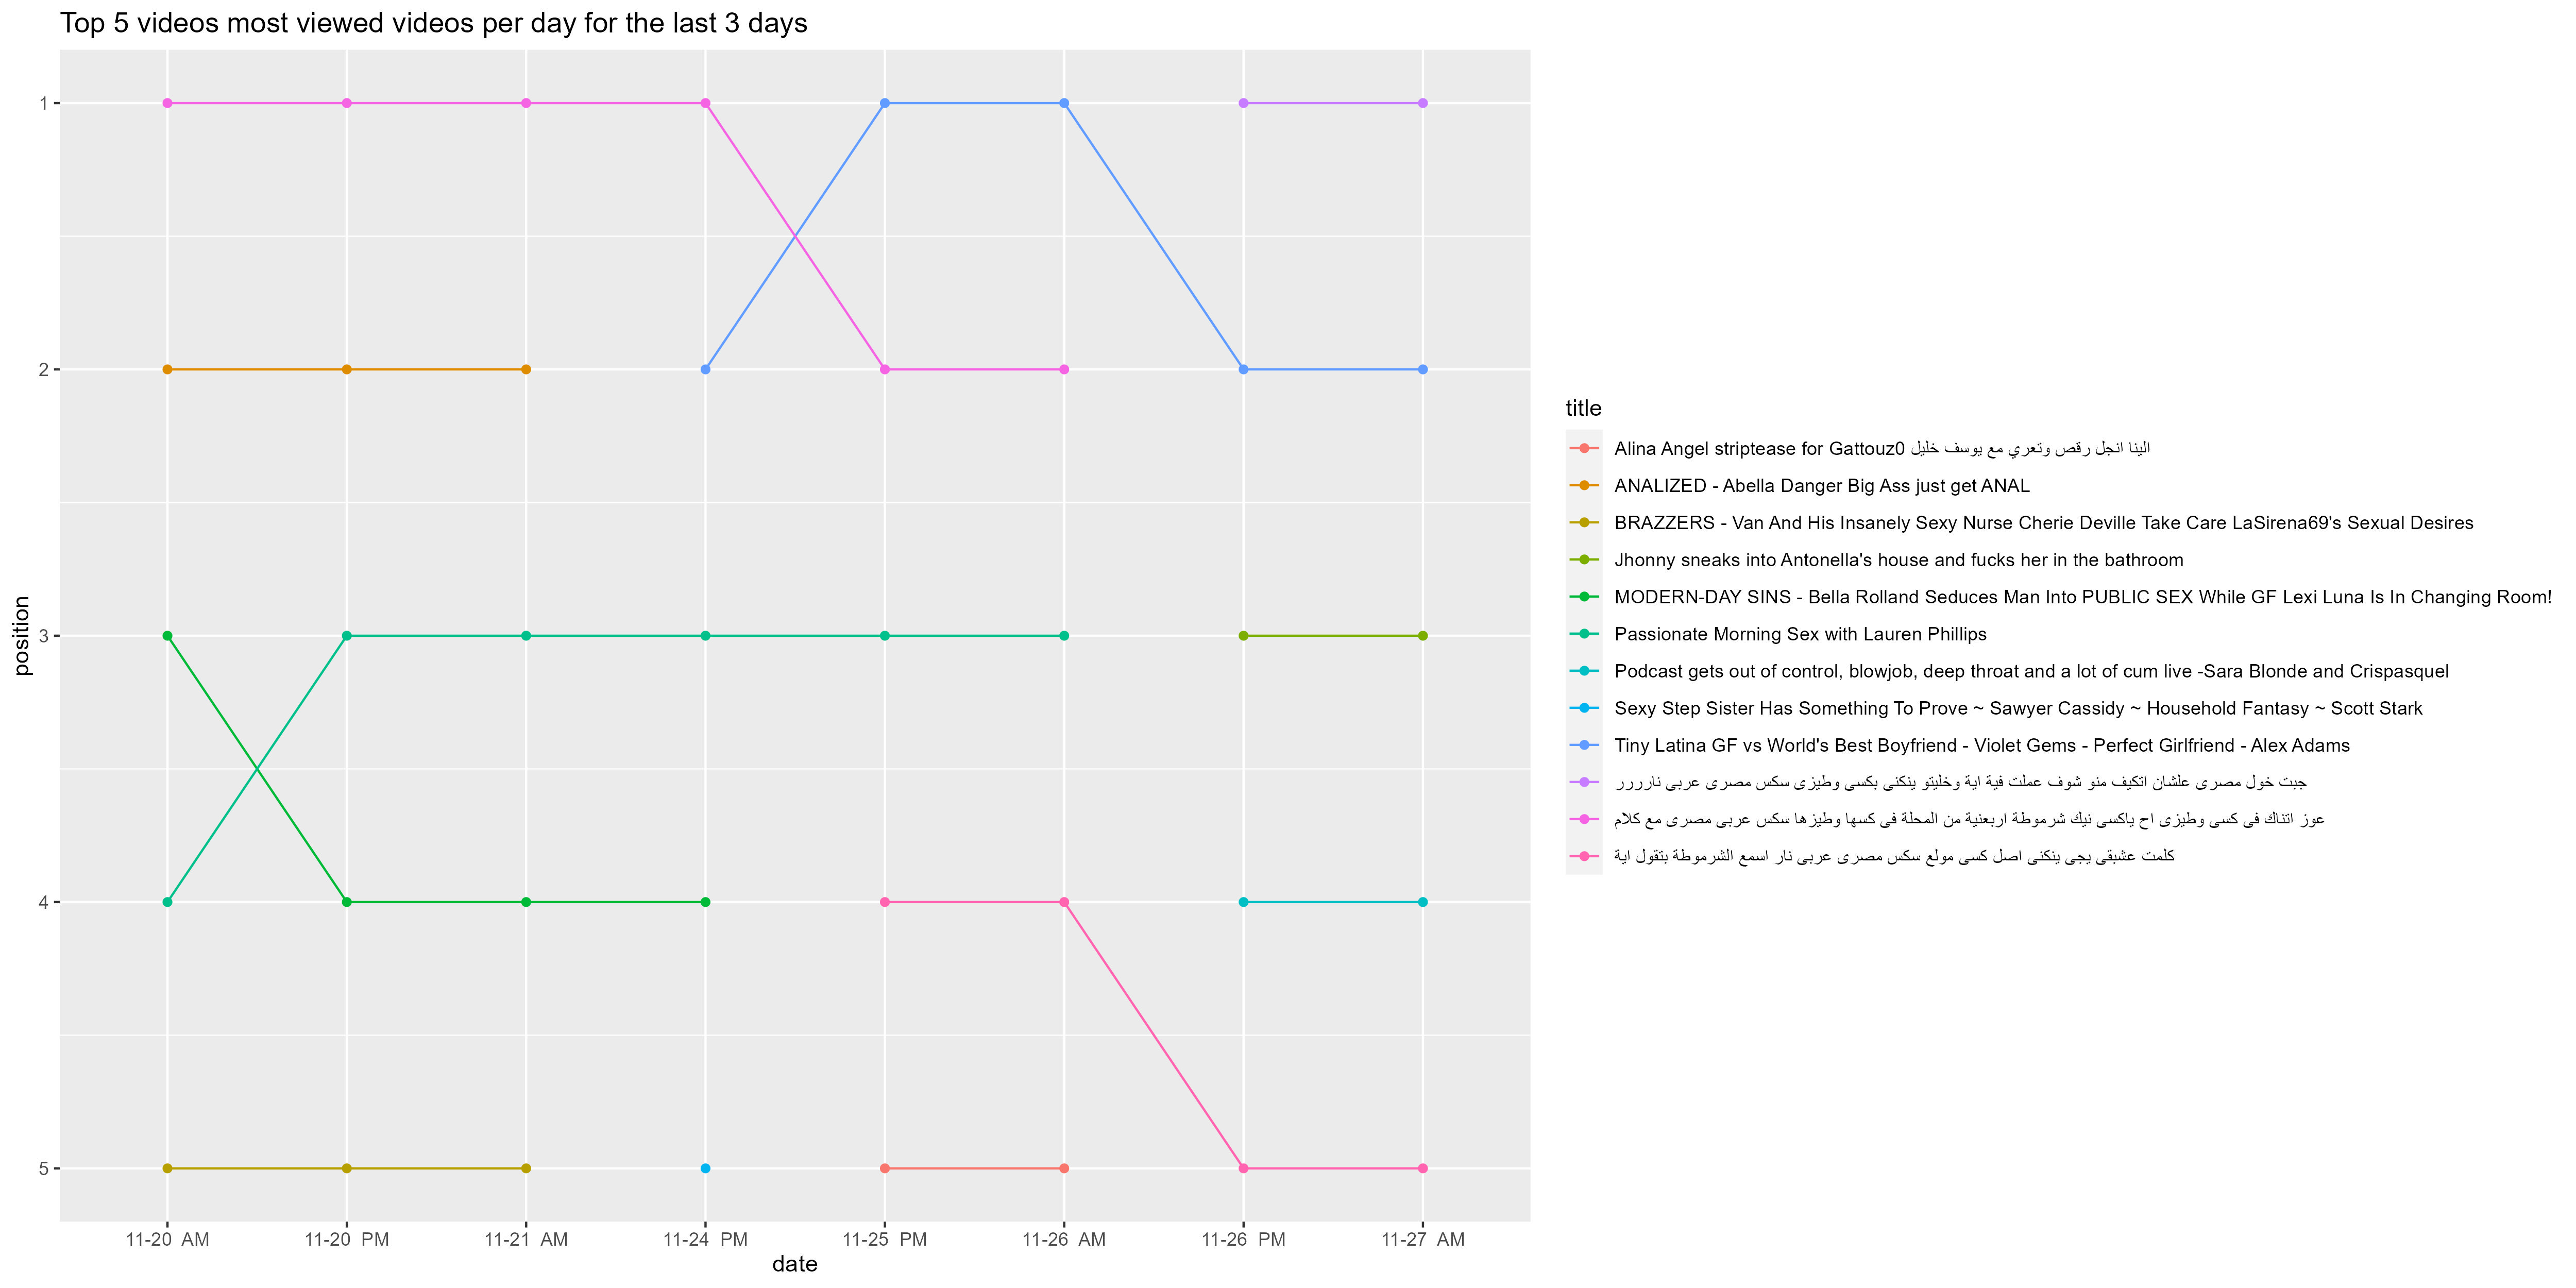 Top 5 videos most viewed videos per day for the last 3 days
position
1
2
3
4
5
11-20 AM
11-20 PM
11-21 AM
11-24 PM
11-25 PM
11-26 AM
11-26 PM
11-27 AM
date
title
Alina Angel striptease for Gattouz0 الينا انجل رقص وتعري مع يوسف خليل
ANALIZED - Abella Danger Big Ass just get ANAL
BRAZZERS - Van And His Insanely Sexy Nurse Cherie Deville Take Care LaSirena69's Sexual Desires
Jhonny sneaks into Antonella's house and fucks her in the bathroom
MODERN-DAY SINS - Bella Rolland Seduces Man Into PUBLIC SEX While GF Lexi Luna Is In Changing Room!
Passionate Morning Sex with Lauren Phillips
Podcast gets out of control, blowjob, deep throat and a lot of cum live -Sara Blonde and Crispasquel
Sexy Step Sister Has Something To Prove ~ Sawyer Cassidy ~ Household Fantasy ~ Scott Stark
Tiny Latina GF vs World's Best Boyfriend - Violet Gems - Perfect Girlfriend - Alex Adams
جبت خول مصرى علشان اتكيف منو شوف عملت فية اية وخليتو ينكنى بكسى وطيزى سكس مصرى عربى نارررر
عوز اتناك فى كسى وطيزى اح ياكسى نيك شرموطة اربعنية من المحلة فى كسها وطيزها سكس عربى مصرى مع كلام
كلمت عشبقى يجى ينكنى اصل كسى مولع سكس مصرى عربى نار اسمع الشرموطة بتقول اية